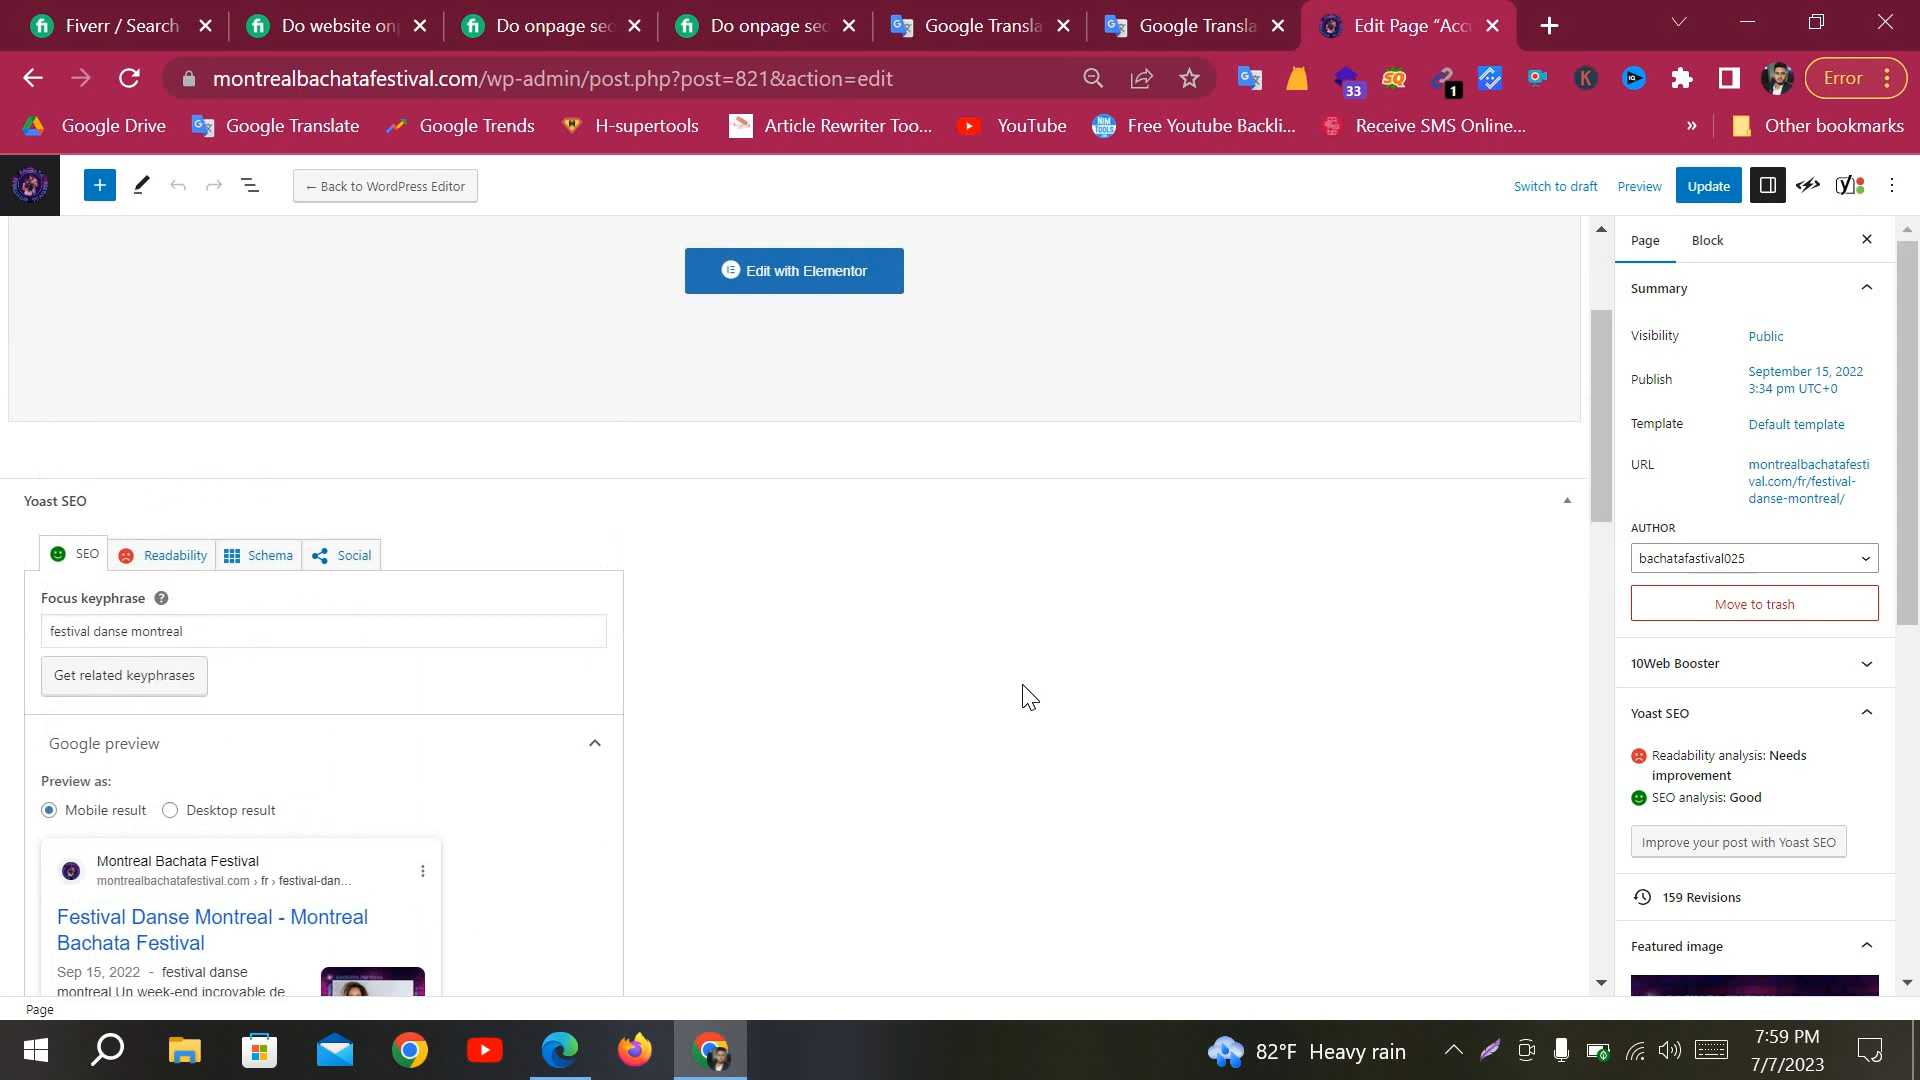 Fiverr / Search
Do website on
Do onpage seo
Do onpage seo
Google Transla
Google Transla
Edit Page “Accu
montrealbachatafestival.com/wp-admin/post.php?post=821&action=edit
33
1
Error
Google Drive
Google Translate
Google Trends
H-supertools
Article Rewriter Too...
YouTube
Free Youtube Backli...
Receive SMS Online...
»
Other bookmarks
← Back to WordPress Editor
Switch to draft
Preview
Update
Edit with Elementor
Yoast SEO
SEO
Readability
Schema
Social
Focus keyphrase
festival danse montreal
Get related keyphrases
Google preview
Preview as:
Mobile result
Desktop result
Montreal Bachata Festival
montrealbachatafestival.com › fr › festival-dan...
Festival Danse Montreal - Montreal
Bachata Festival
Sep 15, 2022 - festival danse
montreal Un week-end incroyable de
Page
Block
Summary
Visibility
Public
Publish
September 15, 2022
3:34 pm UTC+0
Template
Default template
URL
montrealbachatafesti
val.com/fr/festival-
danse-montreal/
AUTHOR
bachatafastival025
Move to trash
10Web Booster
Yoast SEO
Readability analysis: Needs
improvement
SEO analysis: Good
Improve your post with Yoast SEO
159 Revisions
Featured image
Page
82°F Heavy rain
7:59 PM
7/7/2023